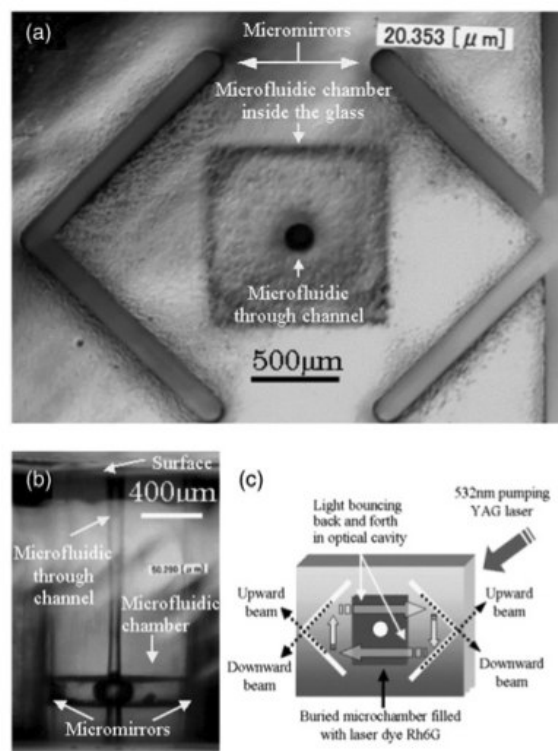 (a)
Micromirrors
20.353 [μm]
Microfluidic chamber
inside the glass
Microfluidic
through channel
500μm
(b)
Surface
400μm
Microfluidic
through
channel
50.290 [μm]
Microfluidic
chamber
Micromirrors
(c)
532nm pumping
YAG laser
Light bouncing
back and forth
in optical cavity
Upward
beam
Upward
beam
Downward
beam
Downward
beam
Buried microchamber filled
with laser dye Rh6G